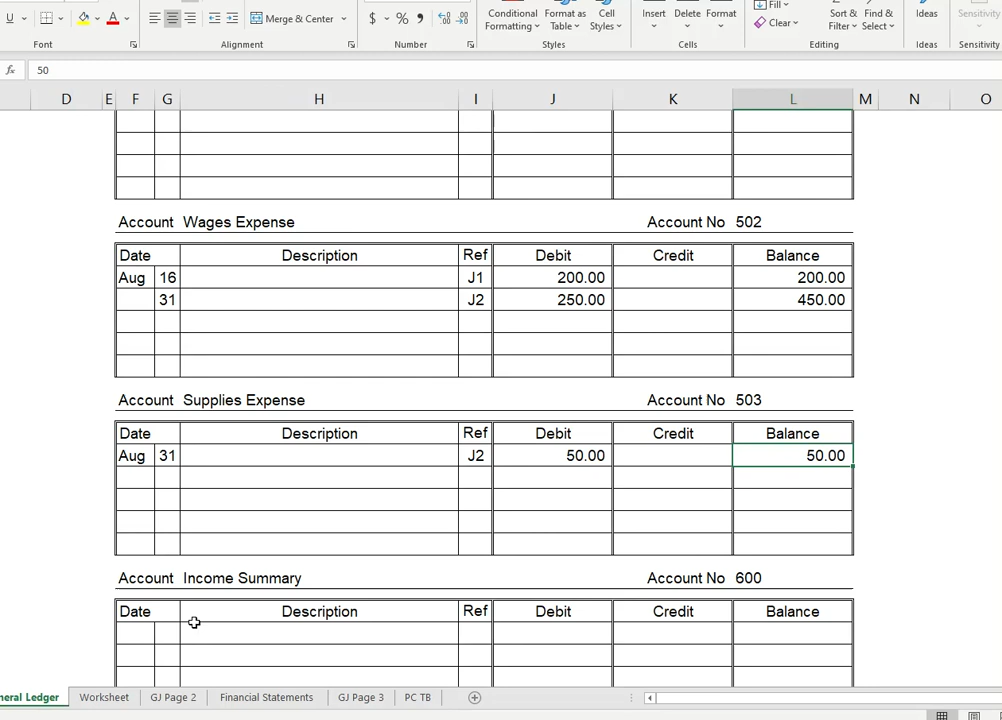 U A Merge & Center $ % Conditional Formatting Format as Table Cell Styles Insert Delete Format Fill Clear Sort & Filter Find & Select Ideas Sensitivity
Font Alignment Number Styles Cells Editing Ideas Sensitivity
fx 50
D E F G H I J K L M N O
Account Wages Expense Account No 502
Date Description Ref Debit Credit Balance
Aug 16 J1 200.00 200.00
31 J2 250.00 450.00
Account Supplies Expense Account No 503
Date Description Ref Debit Credit Balance
Aug 31 J2 50.00 50.00
Account Income Summary Account No 600
Date Description Ref Debit Credit Balance
neral Ledger Worksheet GJ Page 2 Financial Statements GJ Page 3 PC TB